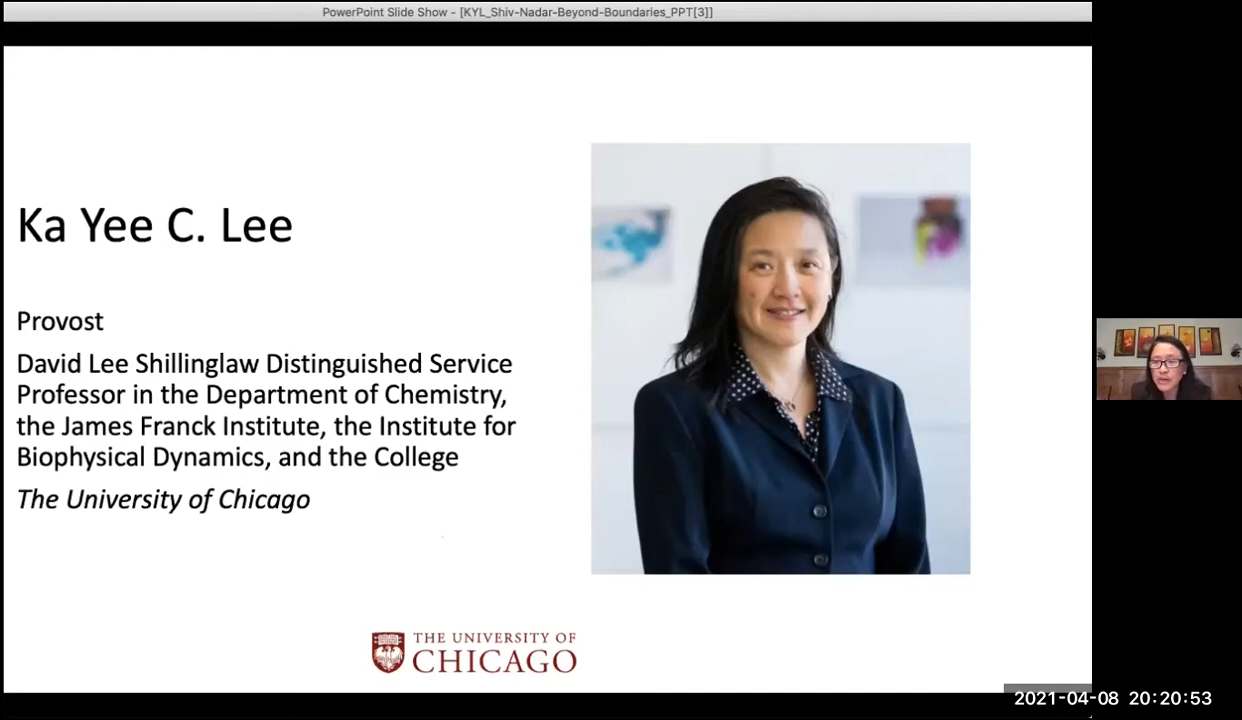 PowerPoint Slide Show - [KYL_Shiv-Nadar-Beyond-Boundaries_PPT[3]]
Ka Yee C. Lee
Provost
David Lee Shillinglaw Distinguished Service
Professor in the Department of Chemistry,
the James Franck Institute, the Institute for
Biophysical Dynamics, and the College
The University of Chicago
THE UNIVERSITY OF
CHICAGO
2021-04-08 20:20:53